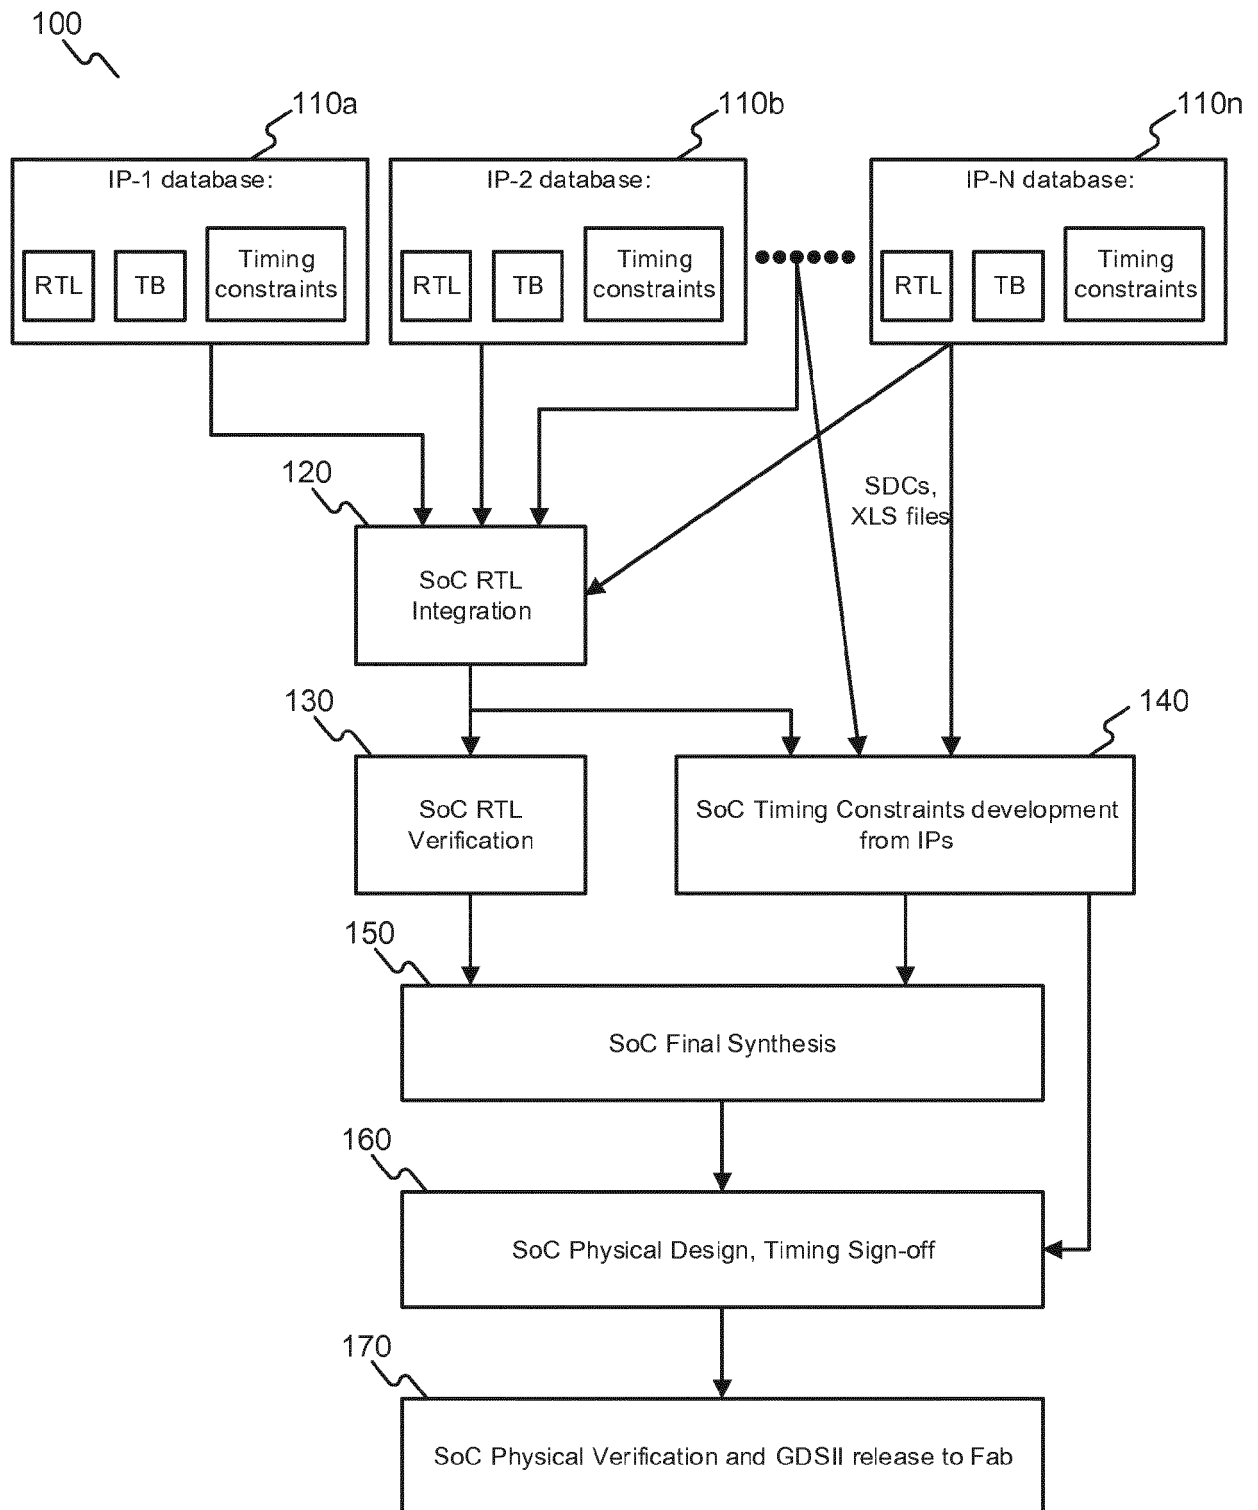 100
110a
110b
110n
IP-1 database:
RTL
TB
Timing
constraints
IP-2 database:
RTL
TB
Timing
constraints
IP-N database:
RTL
TB
Timing
constraints
SDCs,
XLS files
120
SoC RTL
Integration
130
SoC RTL
Verification
140
SoC Timing Constraints development
from IPs
150
SoC Final Synthesis
160
SoC Physical Design, Timing Sign-off
170
SoC Physical Verification and GDSII release to Fab